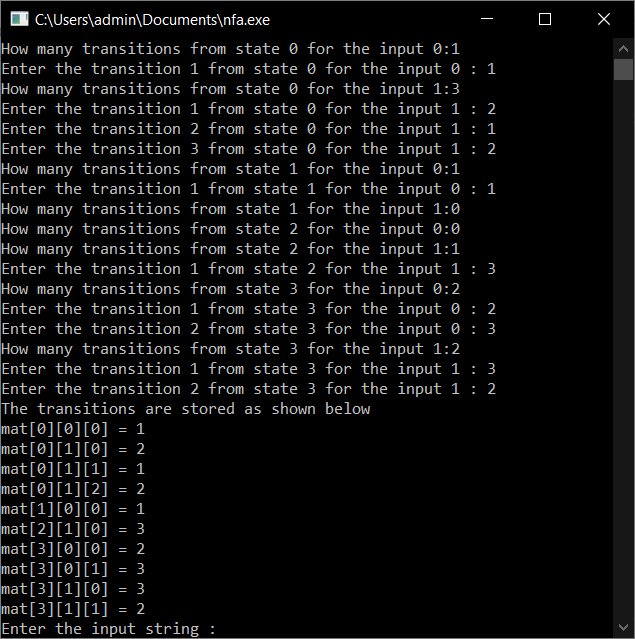 C:\Users\admin\Documents\nfa.exe
How many transitions from state 0 for the input 0:1
Enter the transition 1 from state 0 for the input 0 : 1
How many transitions from state 0 for the input 1:3
Enter the transition 1 from state 0 for the input 1 : 2
Enter the transition 2 from state 0 for the input 1 : 1
Enter the transition 3 from state 0 for the input 1 : 2
How many transitions from state 1 for the input 0:1
Enter the transition 1 from state 1 for the input 0 : 1
How many transitions from state 1 for the input 1:0
How many transitions from state 2 for the input 0:0
How many transitions from state 2 for the input 1:1
Enter the transition 1 from state 2 for the input 1 : 3
How many transitions from state 3 for the input 0:2
Enter the transition 1 from state 3 for the input 0 : 2
Enter the transition 2 from state 3 for the input 0 : 3
How many transitions from state 3 for the input 1:2
Enter the transition 1 from state 3 for the input 1 : 3
Enter the transition 2 from state 3 for the input 1 : 2
The transitions are stored as shown below
mat[0][0][0] = 1
mat[0][1][0] = 2
mat[0][1][1] = 1
mat[0][1][2] = 2
mat[1][0][0] = 1
mat[2][1][0] = 3
mat[3][0][0] = 2
mat[3][0][1] = 3
mat[3][1][0] = 3
mat[3][1][1] = 2
Enter the input string :